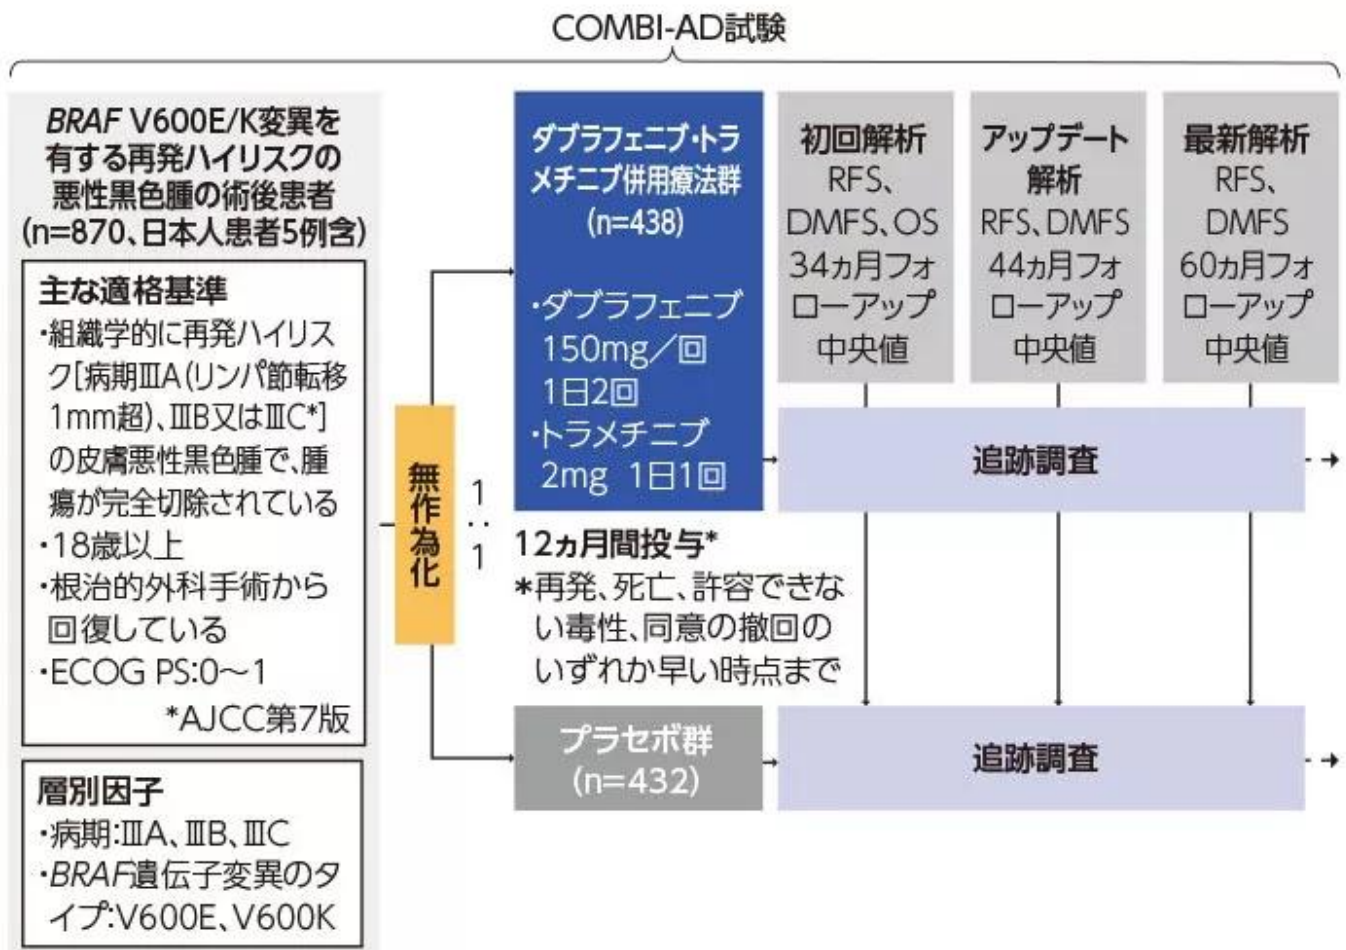 COMBI-AD試験
BRAF V600E/K変異を
有する再発ハイリスクの
悪性黒色腫の術後患者
(n=870、日本人患者5例含)
主な適格基準
・組織学的に再発ハイリス
ク[病期ⅢA(リンパ節転移
1mm超)、ⅢB又はⅢC*]
の皮膚悪性黒色腫で、腫
瘍が完全切除されている
・18歳以上
・根治的外科手術から
回復している
・ECOG PS:0〜1
*AJCC第7版
層別因子
・病期:ⅢA、ⅢB、ⅢC
・BRAF遺伝子変異のタ
イプ:V600E、V600K
無作為化
1:1
ダブラフェニブ・トラ
メチニブ併用療法群
(n=438)
・ダブラフェニブ
150mg/回
1日2回
・トラメチニブ
2mg 1日1回
12ヵ月間投与*
*再発、死亡、許容できな
い毒性、同意の撤回の
いずれか早い時点まで
プラセボ群
(n=432)
初回解析
RFS、
DMFS、OS
34ヵ月フォ
ローアップ
中央値
アップデート
解析
RFS、DMFS
44ヵ月フォ
ローアップ
中央値
最新解析
RFS、
DMFS
60ヵ月フォ
ローアップ
中央値
追跡調査
追跡調査